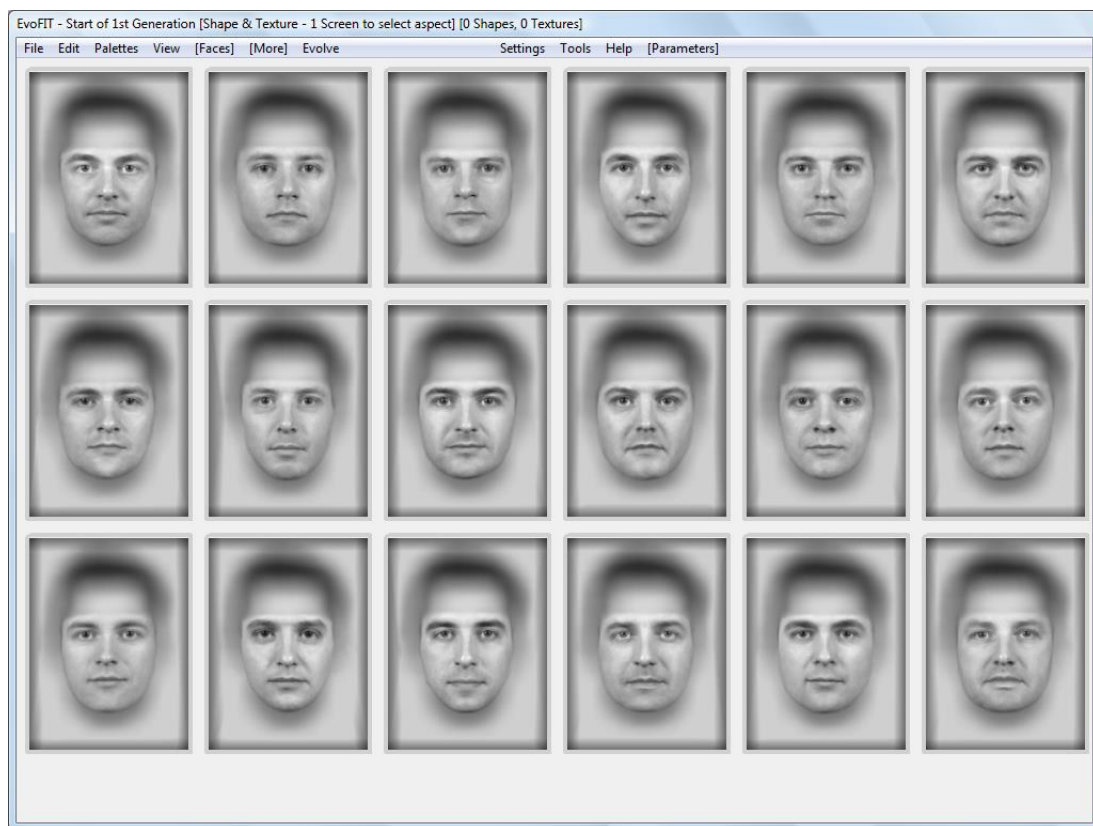 EvoFIT - Start of 1st Generation [Shape & Texture - 1 Screen to select aspect] [0 Shapes, 0 Textures]
File Edit Palettes View [Faces] [More] Evolve Settings Tools Help [Parameters]